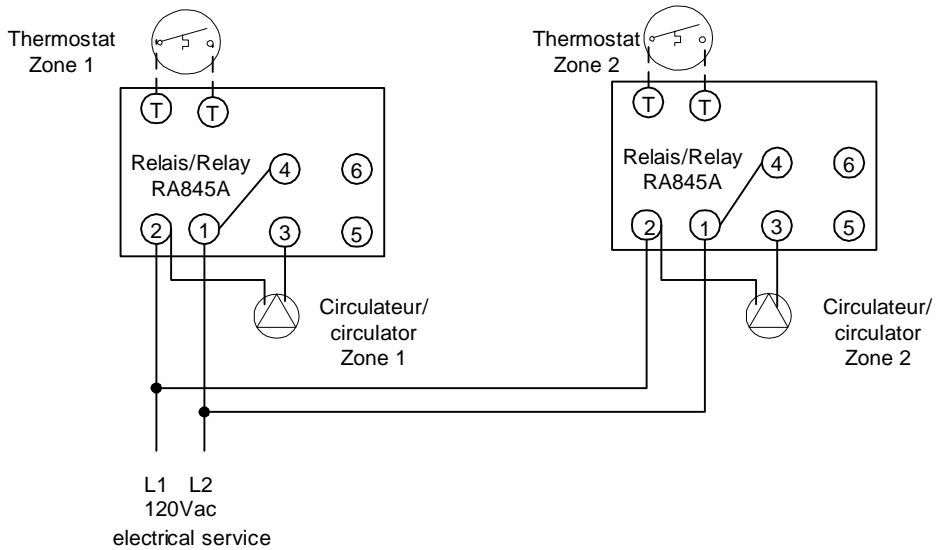 Thermostat
Zone 1
T T
Relais/Relay
RA845A
4 6
2 1 3 5
Circulateur/
circulator
Zone 1
Thermostat
Zone 2
T T
Relais/Relay
RA845A
4 6
2 1 3 5
Circulateur/
circulator
Zone 2
L1 L2
120Vac
electrical service